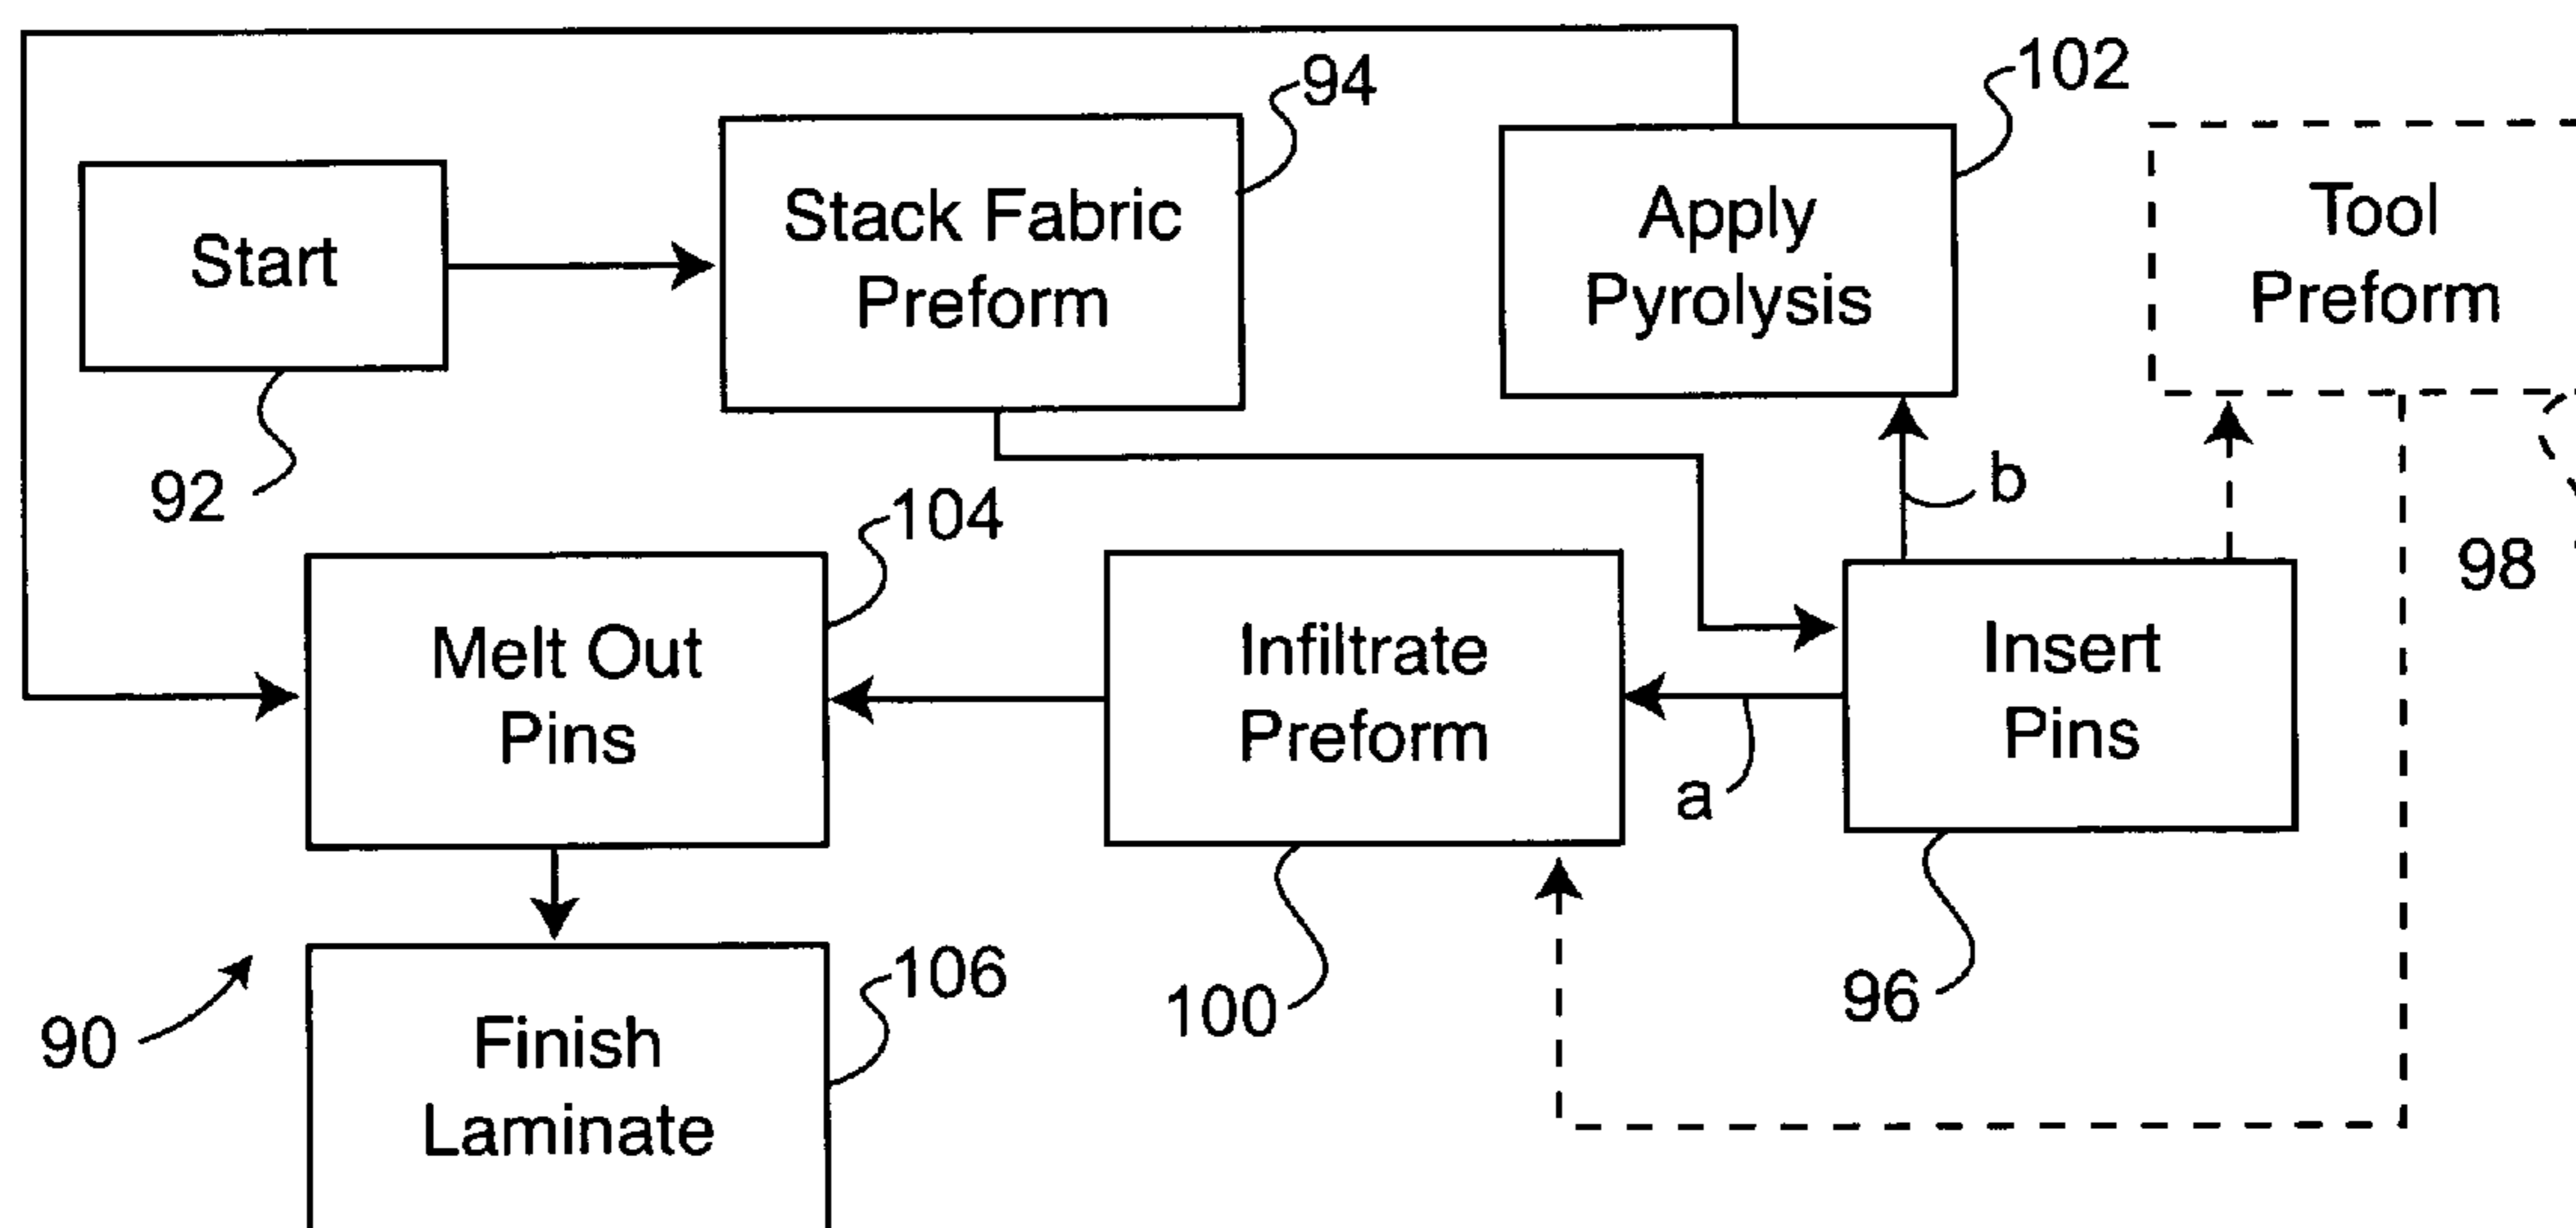 94
102
Start
Stack Fabric
Preform
Apply
Pyrolysis
Tool
Preform
92
104
b
98
Melt Out
Pins
Infiltrate
Preform
a
Insert
Pins
90
106
100
96
Finish
Laminate